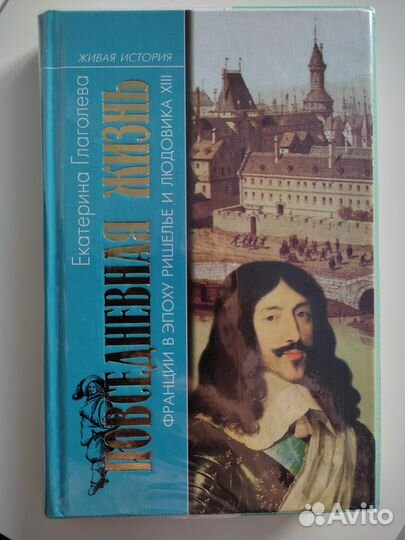 ЖИВАЯ ИСТОРИЯ
Екатерина Глаголева
ПОВСЕДНЕВНАЯ ЖИЗНЬ
ФРАНЦИИ В ЭПОХУ РИШЕЛЬЕ И ЛЮДОВИКА XIII
Avito